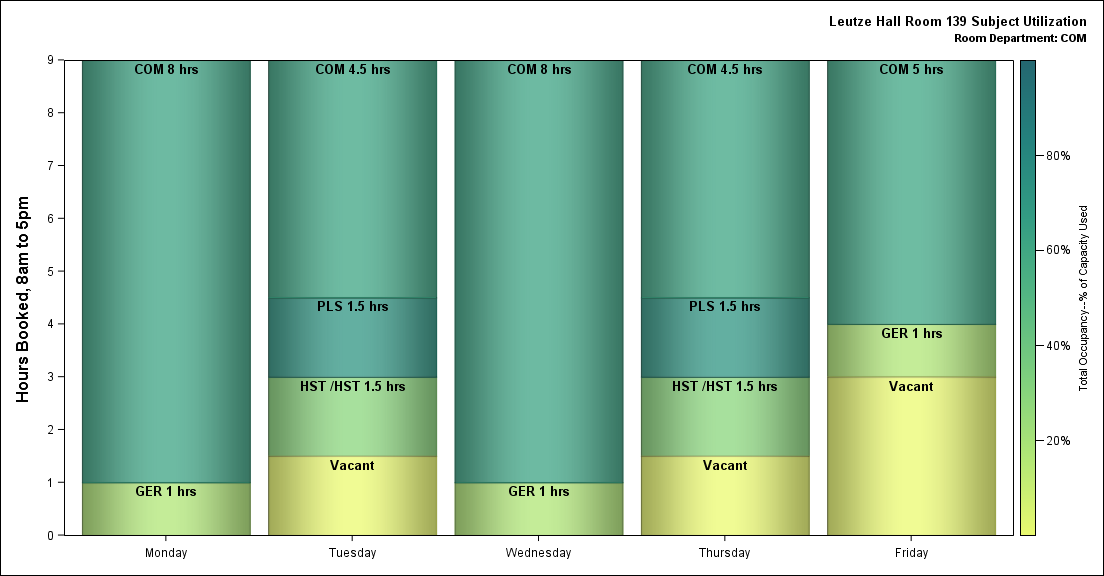 Leutze Hall Room 139 Subject Utilization
Room Department: COM
Hours Booked, 8am to 5pm
9
8
7
6
5
4
3
2
1
0
COM 8 hrs
GER 1 hrs
COM 4.5 hrs
PLS 1.5 hrs
HST /HST 1.5 hrs
Vacant
COM 8 hrs
GER 1 hrs
COM 4.5 hrs
PLS 1.5 hrs
HST /HST 1.5 hrs
Vacant
COM 5 hrs
GER 1 hrs
Vacant
Monday
Tuesday
Wednesday
Thursday
Friday
80%
60%
40%
20%
Total Occupancy--% of Capacity Used